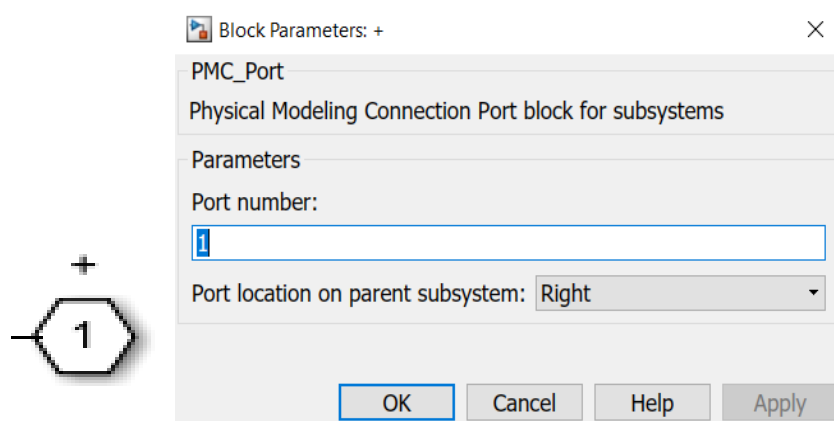 Block Parameters: +
PMC_Port
Physical Modeling Connection Port block for subsystems
Parameters
Port number:
1
Port location on parent subsystem: Right
OK Cancel Help Apply
+
1